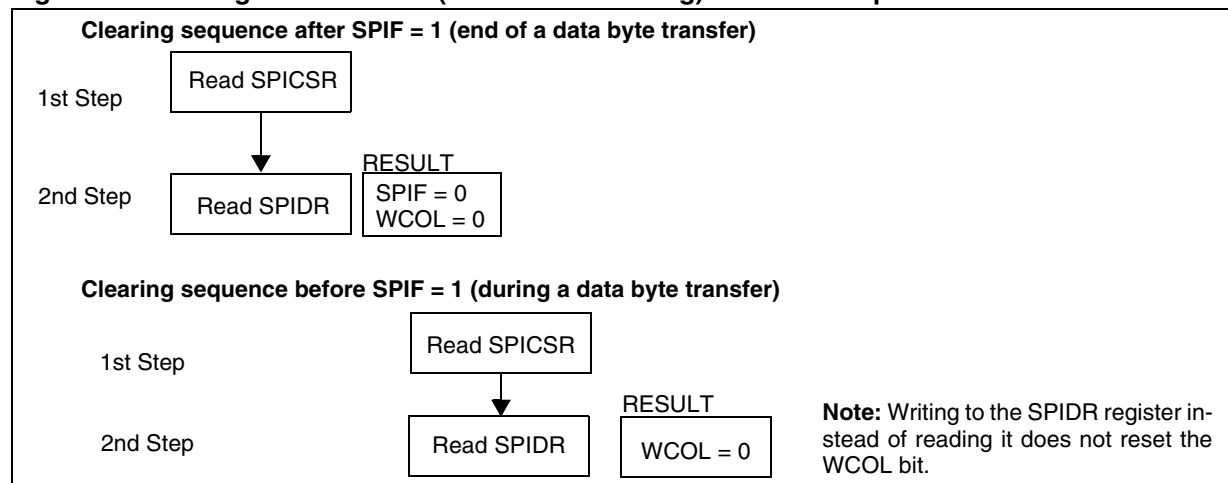 Clearing sequence after SPIF = 1 (end of a data byte transfer)
1st Step
Read SPICSR
2nd Step
Read SPIDR
RESULT
SPIF = 0
WCOL = 0
Clearing sequence before SPIF = 1 (during a data byte transfer)
1st Step
Read SPICSR
2nd Step
Read SPIDR
RESULT
WCOL = 0
Note: Writing to the SPIDR register in-
stead of reading it does not reset the
WCOL bit.